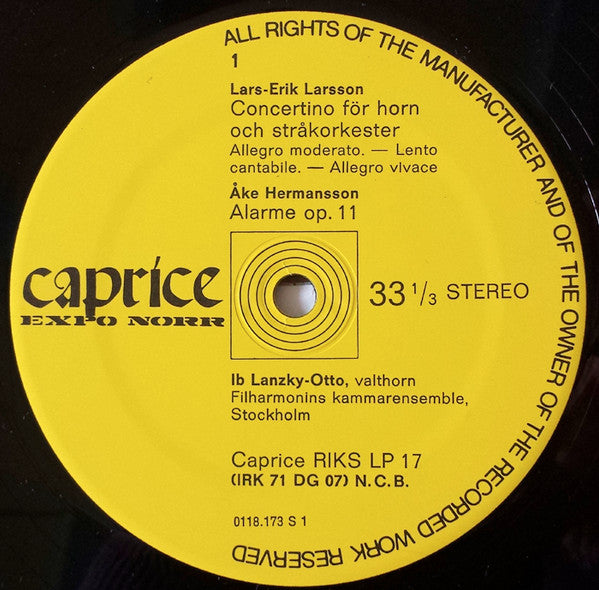 ALL RIGHTS OF THE MANUFACTURER AND OF THE OWNER OF THE RECORDED WORK RESERVED
1
Lars-Erik Larsson
Concertino för horn
och stråkorkester
Allegro moderato. — Lento
cantabile. — Allegro vivace
Åke Hermansson
Alarme op. 11
caprice
EXPO NORR
33 1/3 STEREO
Ib Lanzky-Otto, valthorn
Filharmonins kammarensemble,
Stockholm
Caprice RIKS LP 17
(IRK 71 DG 07) N.C.B.
0118.173 S 1